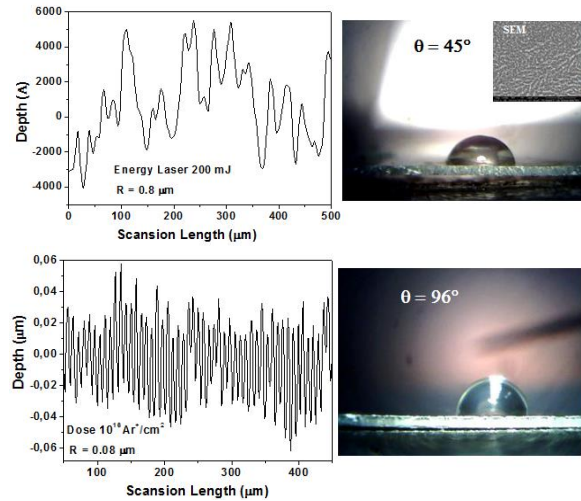 6000
4000
2000
0
-2000
4000
Depth (A)
Energy Laser 200 mJ
R = 0.8 μm
0 100 200 300 400 500
Scansion Length (μm)
θ = 45°
SEM
0,06
0,04
0,02
0,00
-0,02
-0,04
-0,06
Depth (μm)
Dose 10¹⁶Ar⁺/cm²
R = 0.08 μm
100 200 300 400
Scansion Length (μm)
θ = 96°